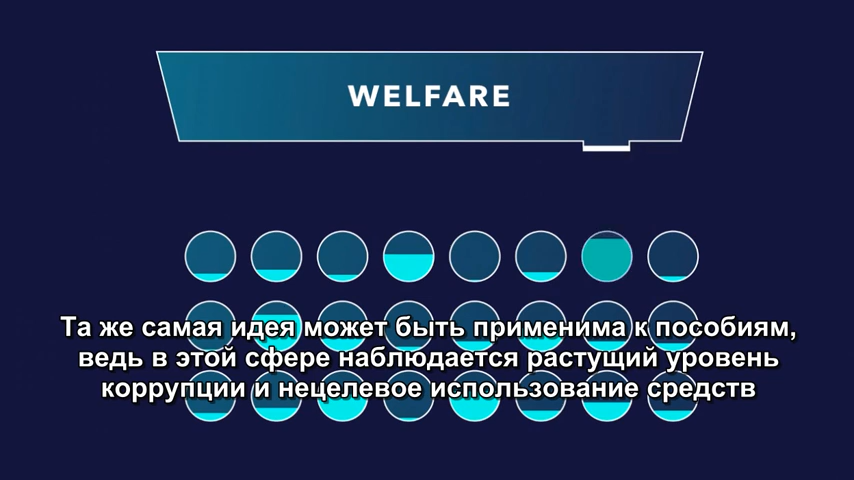 WELFARE
Та же самая идея может быть применима к пособиям,
ведь в этой сфере наблюдается растущий уровень
коррупции и нецелевое использование средств